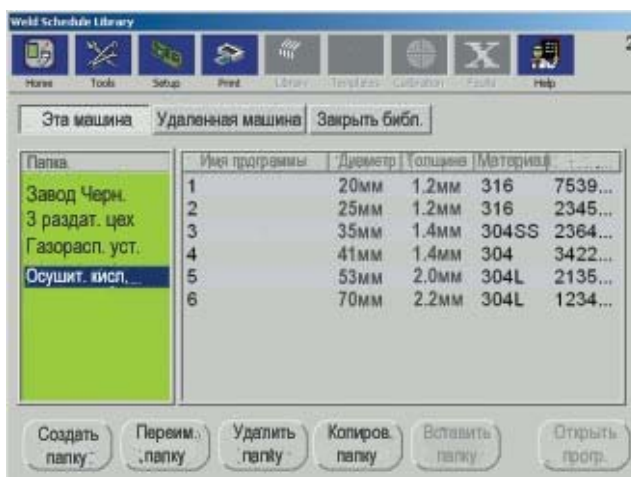 Weld Schedule Library
2
Home Tools Setup Print Library Templates Calibration Faults Help
Эта машина Удаленная машина Закрыть библ.
Папка. Имя программы Диаметр Толщина Материал
Завод Черн.
3 раздат. цех
Газорасп. уст.
Осушит. кисл.
1 20мм 1.2мм 316 7539...
2 25мм 1.2мм 316 2345...
3 35мм 1.4мм 304SS 2364...
4 41мм 1.4мм 304 3422...
5 53мм 2.0мм 304L 2135...
6 70мм 2.2мм 304L 1234...
Создать папку Переим. папку Удалить папку Копиров. папку Вставить папку Открыть прогр.